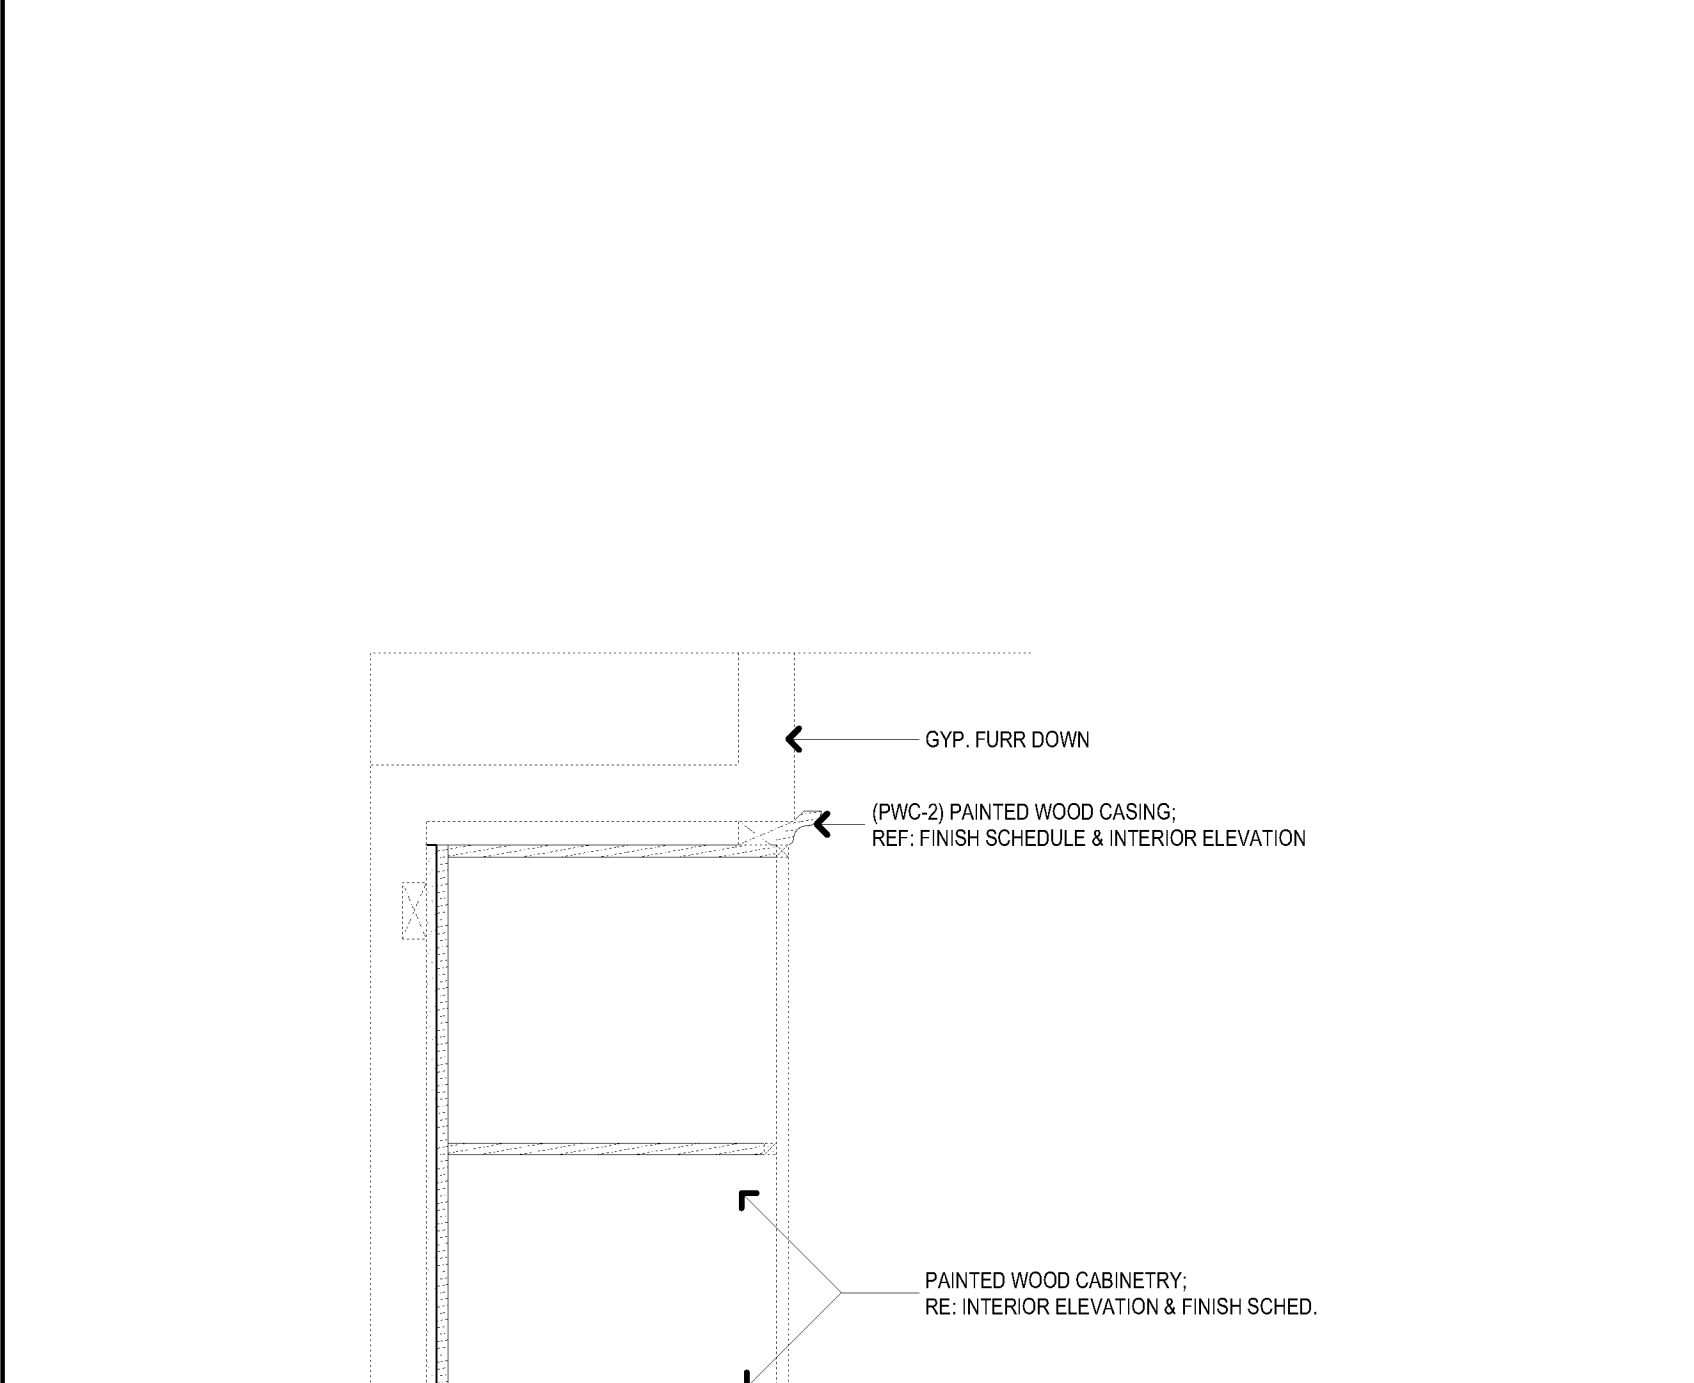 GYP. FURR DOWN
(PWC-2) PAINTED WOOD CASING;
REF: FINISH SCHEDULE & INTERIOR ELEVATION
PAINTED WOOD CABINETRY;
RE: INTERIOR ELEVATION & FINISH SCHED.